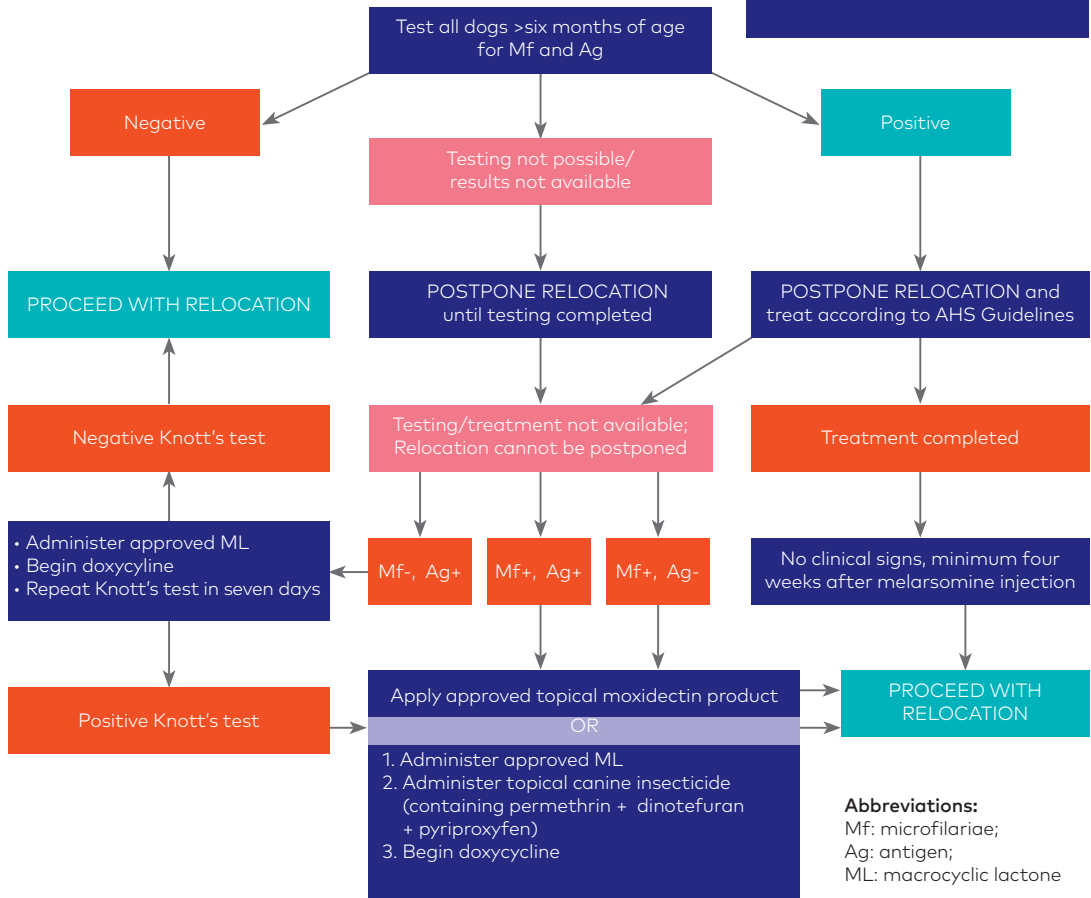 Test all dogs >six months of age
for Mf and Ag
Negative
Testing not possible/
results not available
Positive
PROCEED WITH RELOCATION
POSTPONE RELOCATION
until testing completed
POSTPONE RELOCATION and
treat according to AHS Guidelines
Negative Knott's test
Testing/treatment not available;
Relocation cannot be postponed
Treatment completed
• Administer approved ML
• Begin doxycyline
• Repeat Knott's test in seven days
Mf-, Ag+
Mf+, Ag+
Mf+, Ag-
No clinical signs, minimum four
weeks after melarsomine injection
Positive Knott's test
Apply approved topical moxidectin product
OR
1. Administer approved ML
2. Administer topical canine insecticide
(containing permethrin + dinotefuran
+ pyriproxyfen)
3. Begin doxycycline
PROCEED WITH
RELOCATION
Abbreviations:
Mf: microfilariae;
Ag: antigen;
ML: macrocyclic lactone